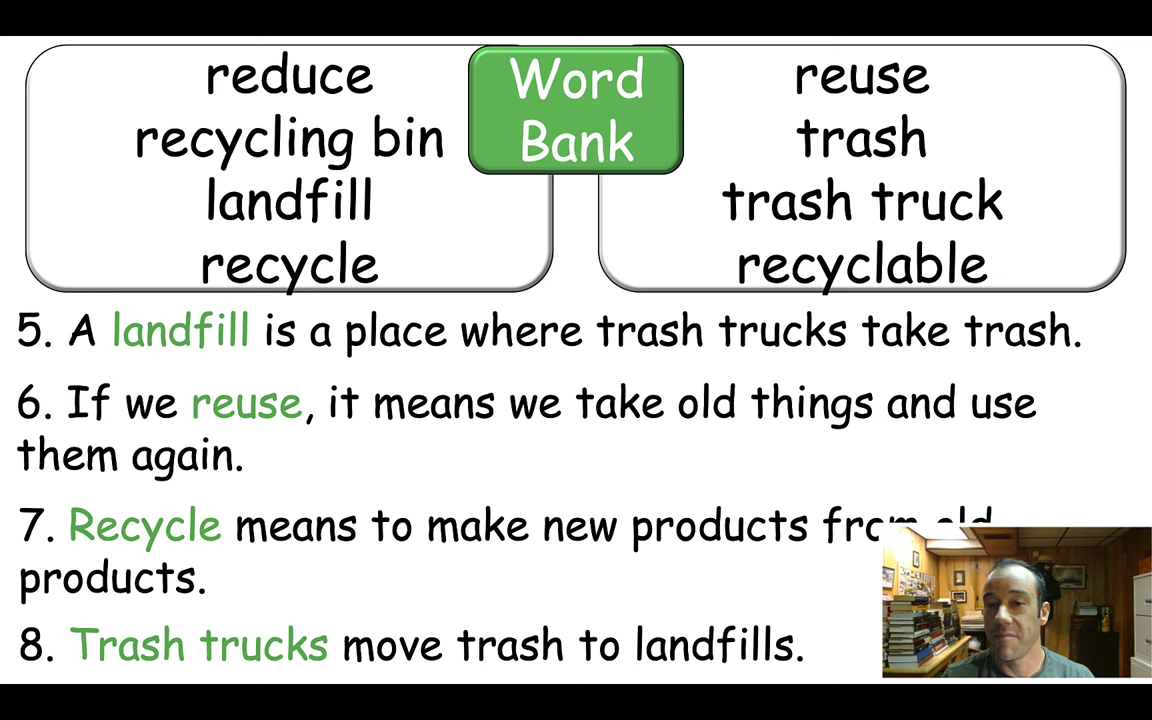 reduce
recycling bin
landfill
recycle
Word
Bank
reuse
trash
trash truck
recyclable
5. A landfill is a place where trash trucks take trash.
6. If we reuse, it means we take old things and use
them again.
7. Recycle means to make new products from old
products.
8. Trash trucks move trash to landfills.